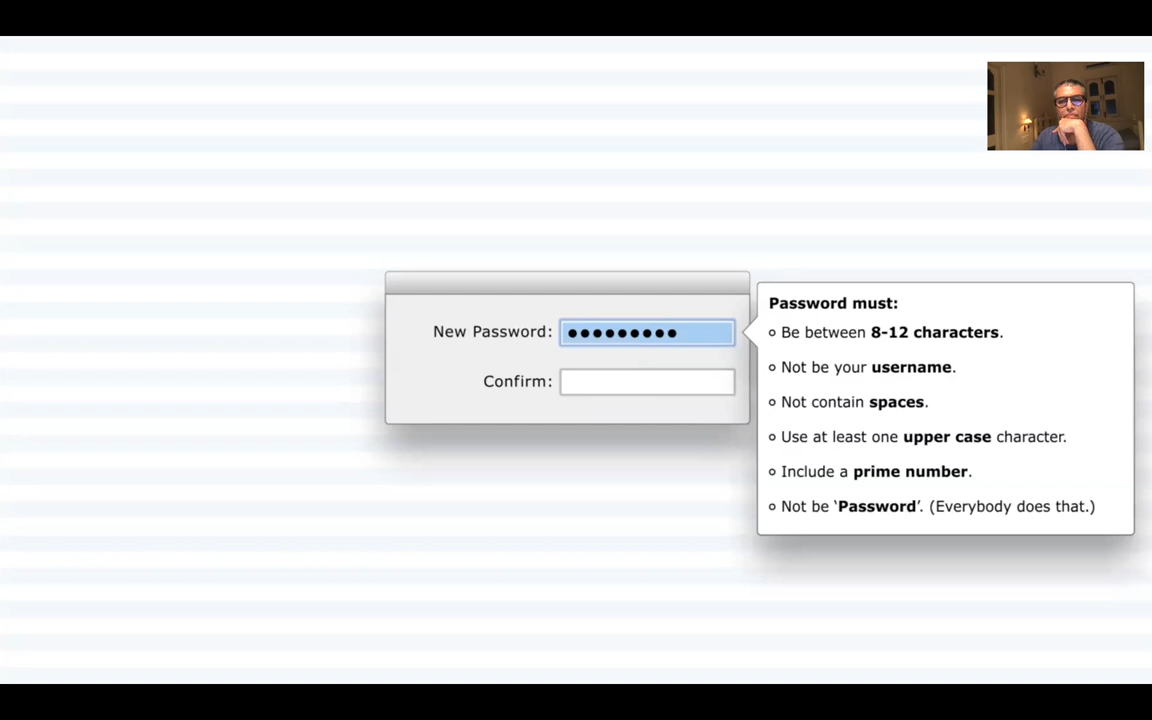 Password must:
New Password: ●●●●●●●●●
Be between 8-12 characters.
Not be your username.
Confirm:
Not contain spaces.
Use at least one upper case character.
Include a prime number.
Not be ‘Password’. (Everybody does that.)